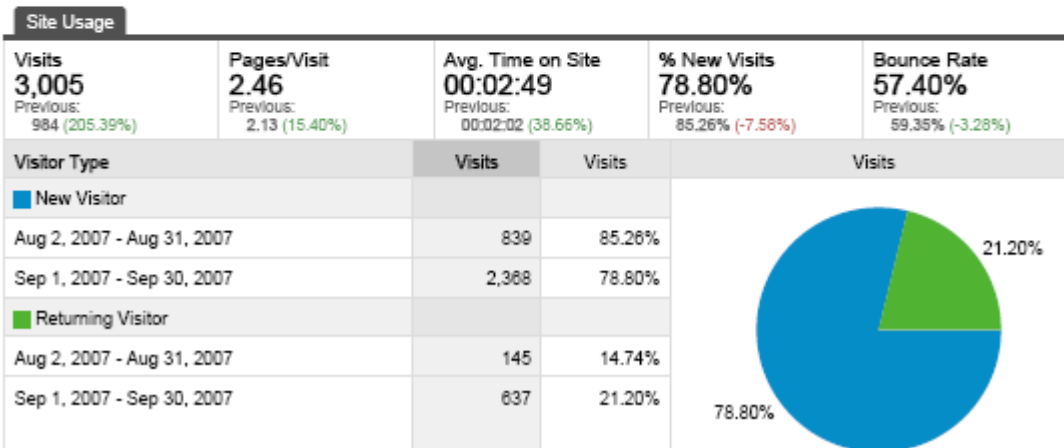 Site Usage
Visits
3,005
Previous:
984 (205.39%)
Pages/Visit
2.46
Previous:
2.13 (15.40%)
Avg. Time on Site
00:02:49
Previous:
00:02:02 (38.66%)
% New Visits
78.80%
Previous:
85.26% (-7.58%)
Bounce Rate
57.40%
Previous:
59.35% (-3.28%)
Visitor Type Visits Visits Visits
New Visitor
Aug 2, 2007 - Aug 31, 2007 839 85.26%
Sep 1, 2007 - Sep 30, 2007 2,368 78.80%
Returning Visitor
Aug 2, 2007 - Aug 31, 2007 145 14.74%
Sep 1, 2007 - Sep 30, 2007 637 21.20%
21.20%
78.80%